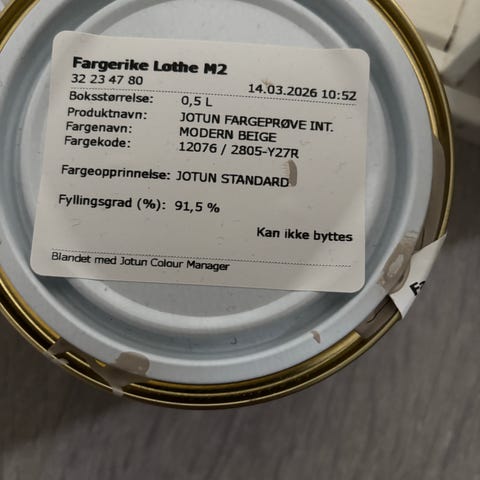 Fargerike Løthe M2
32 23 47 80 14.03.2026 10:52
Boksstørrelse: 0,5 L
Produktnavn: JOTUN FARGEPRØVE INT.
Fargenavn: MODERN BEIGE
Fargekode: 12076 / 2805-Y27R
Fargeopprinnelse: JOTUN STANDARD
Fyllingsgrad (%): 91,5 %
Kan ikke byttes
Blandet med Jotun Colour Manager